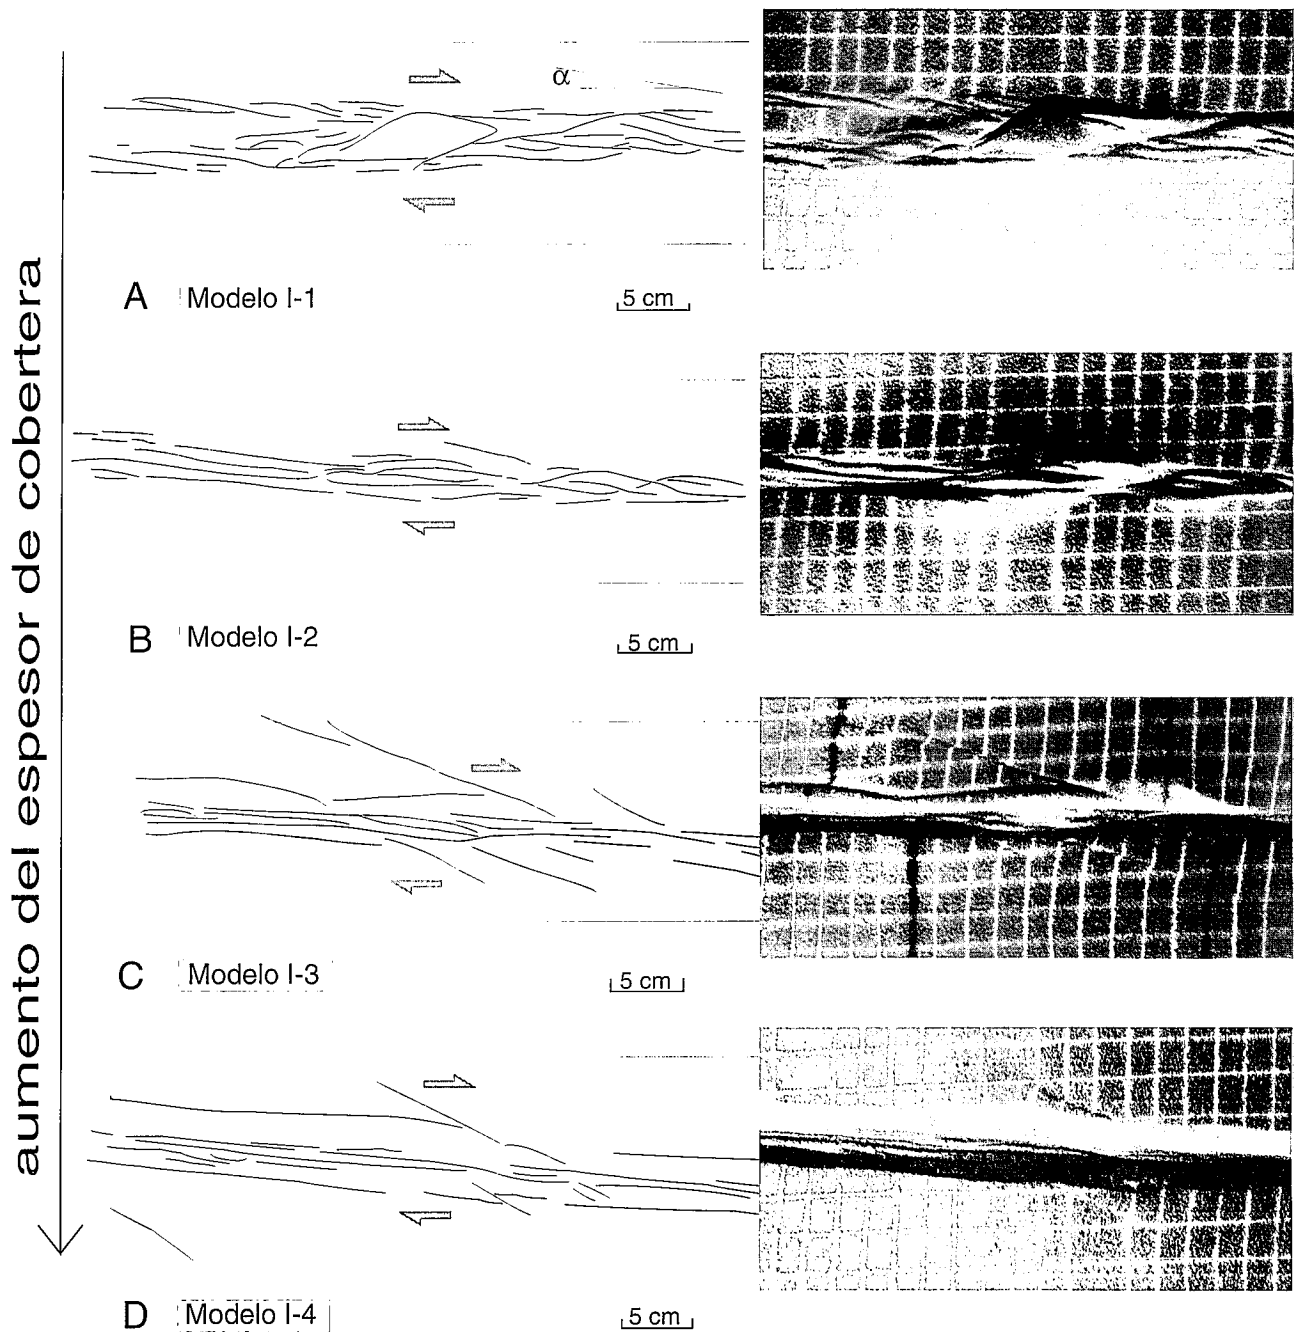 aumento del espesor de cobertera
α
A Modelo I-1 5 cm
B Modelo I-2 5 cm
C Modelo I-3 5 cm
D Modelo I-4 5 cm